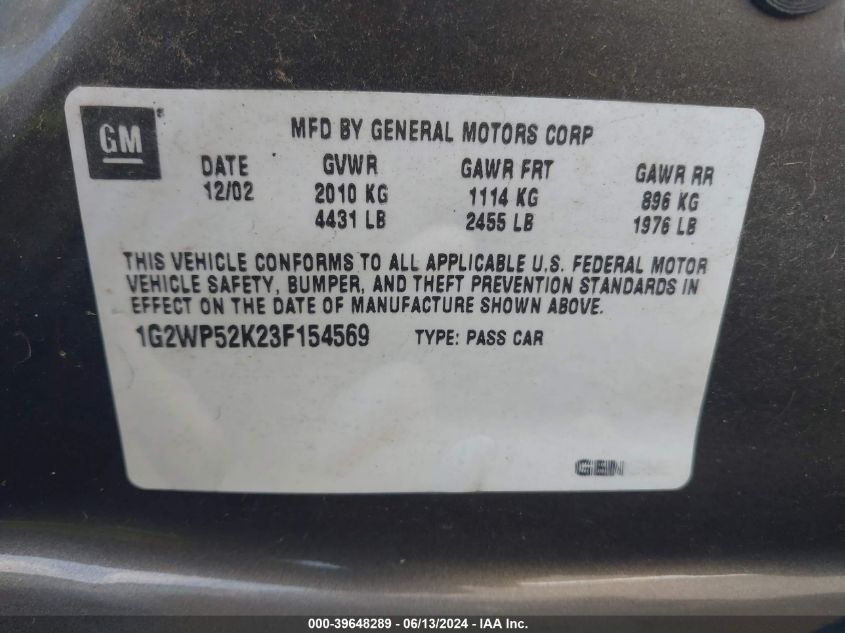 GM
MFD BY GENERAL MOTORS CORP
DATE GVWR GAWR FRT GAWR RR
12/02 2010 KG 1114 KG 896 KG
4431 LB 2455 LB 1976 LB
THIS VEHICLE CONFORMS TO ALL APPLICABLE U.S. FEDERAL MOTOR
VEHICLE SAFETY, BUMPER, AND THEFT PREVENTION STANDARDS IN
EFFECT ON THE DATE OF MANUFACTURE SHOWN ABOVE.
1G2WP52K23F154569 TYPE: PASS CAR
000-39648289 - 06/13/2024 - IAA Inc.